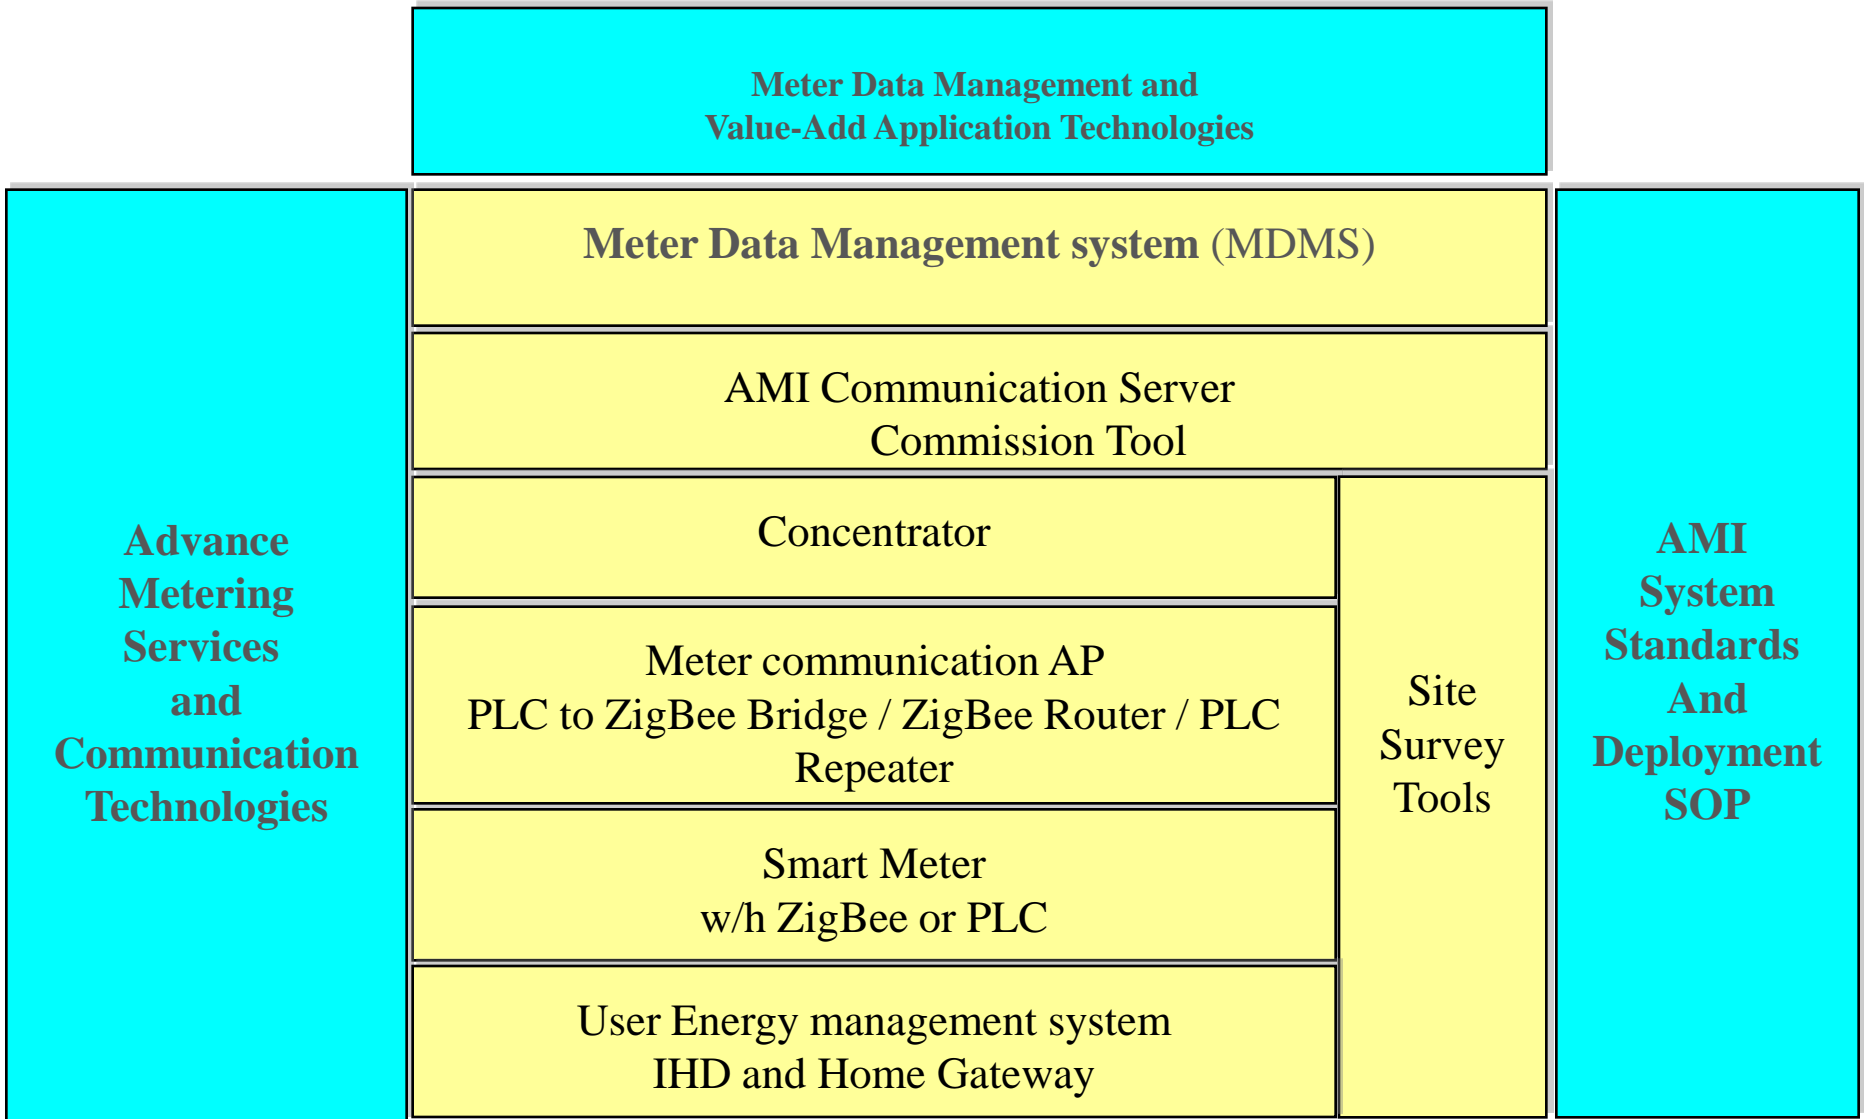 Meter Data Management and
Value-Add Application Technologies
Meter Data Management system (MDMS)
AMI Communication Server
Commission Tool
Advance
Metering
Services
and
Communication
Technologies
Concentrator
Meter communication AP
PLC to ZigBee Bridge / ZigBee Router / PLC
Repeater
Smart Meter
w/h ZigBee or PLC
User Energy management system
IHD and Home Gateway
Site
Survey
Tools
AMI
System
Standards
And
Deployment
SOP